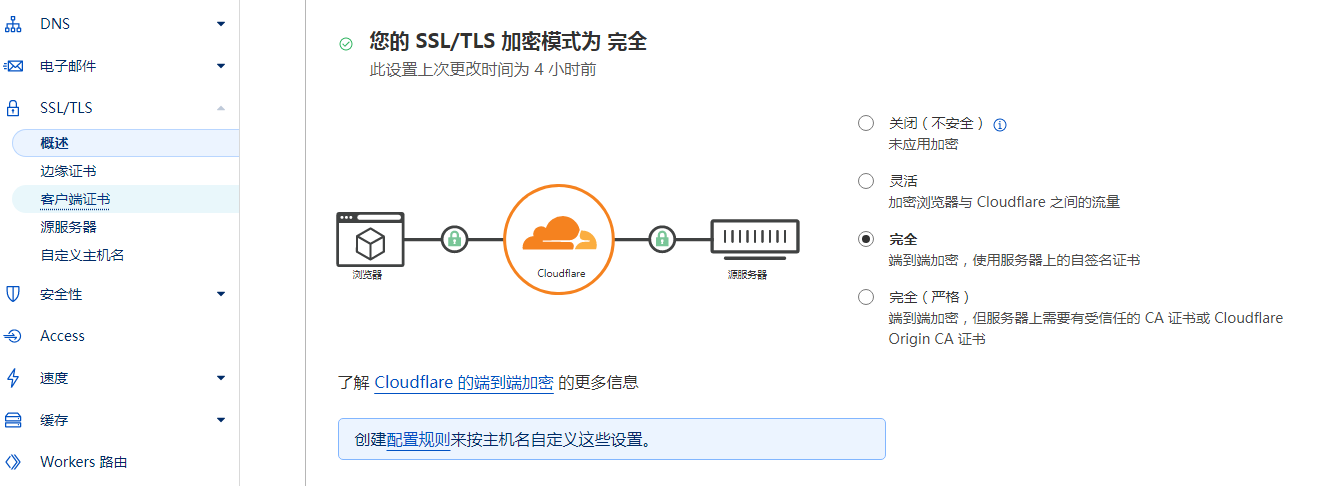 DNS
电子邮件
SSL/TLS
概述
边缘证书
客户端证书
源服务器
自定义主机名
安全性
Access
速度
缓存
Workers 路由
您的 SSL/TLS 加密模式为 完全
此设置上次更改时间为 4 小时前
浏览器
Cloudflare
源服务器
关闭（不安全）
未应用加密
灵活
加密浏览器与 Cloudflare 之间的流量
完全
端到端加密，使用服务器上的自签名证书
完全（严格）
端到端加密，但服务器上需要有受信任的 CA 证书或 Cloudflare
Origin CA 证书
了解 Cloudflare 的端到端加密 的更多信息
创建配置规则来按主机名自定义这些设置。